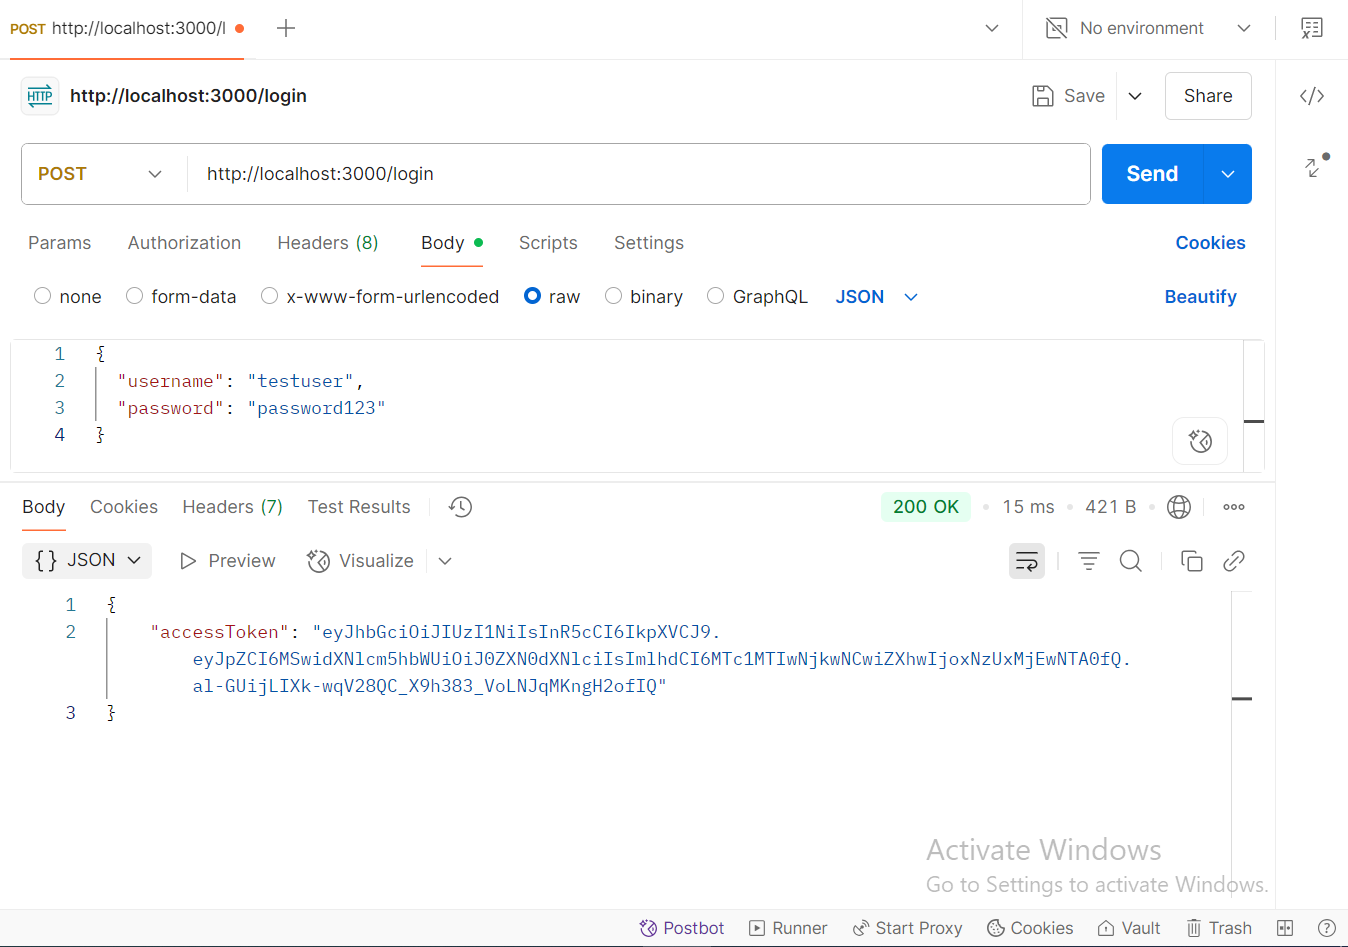 POST http://localhost:3000/l
No environment
HTTP http://localhost:3000/login
Save
Share
POST http://localhost:3000/login
Send
Params Authorization Headers (8) Body Scripts Settings Cookies
none form-data x-www-form-urlencoded raw binary GraphQL JSON Beautify
1 {
2 "username": "testuser",
3 "password": "password123"
4 }
Body Cookies Headers (7) Test Results 200 OK • 15 ms • 421 B •
{} JSON Preview Visualize
1 {
2 "accessToken": "eyJhbGciOiJIUzI1NiIsInR5cCI6IkpXVCJ9.
eyJpZCI6MSwidXNlcm5hbWUiOiJ0ZXN0dXNlciIsImlhdCI6MTc1MTIwNjkwNCwiZXhwIjoxNzUxMjEwNTA0fQ.
al-GUijLIXk-wqV28QC_X9h383_VoLNJqMKngH2ofIQ"
3 }
Activate Windows
Go to Settings to activate Windows.
Postbot Runner Start Proxy Cookies Vault Trash